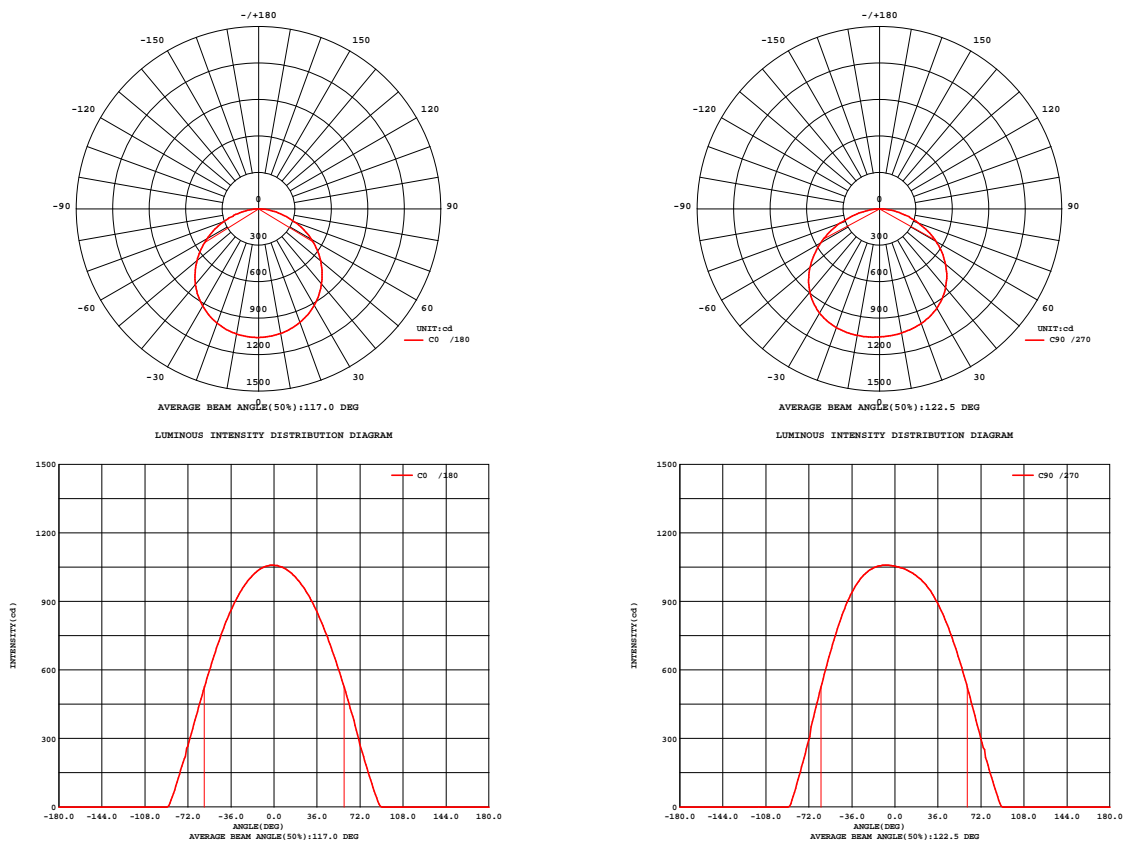 -/+180
-150
150
-120
120
-90
90
0
300
-60
600
60
900
UNIT:cd
C0 /180
1200
-30
30
1500
0
AVERAGE BEAM ANGLE(50%):117.0 DEG
LUMINOUS INTENSITY DISTRIBUTION DIAGRAM
-/+180
-150
150
-120
120
-90
90
0
300
-60
600
60
900
UNIT:cd
C90 /270
1200
-30
30
1500
0
AVERAGE BEAM ANGLE(50%):122.5 DEG
LUMINOUS INTENSITY DISTRIBUTION DIAGRAM
1500
C0 /180
1200
900
INTENSITY(cd)
600
300
0
-180.0 -144.0 -108.0 -72.0 -36.0 0.0 36.0 72.0 108.0 144.0 180.0
ANGLE(DEG)
AVERAGE BEAM ANGLE(50%):117.0 DEG
1500
C90 /270
1200
900
INTENSITY(cd)
600
300
0
-180.0 -144.0 -108.0 -72.0 -36.0 0.0 36.0 72.0 108.0 144.0 180.0
ANGLE(DEG)
AVERAGE BEAM ANGLE(50%):122.5 DEG